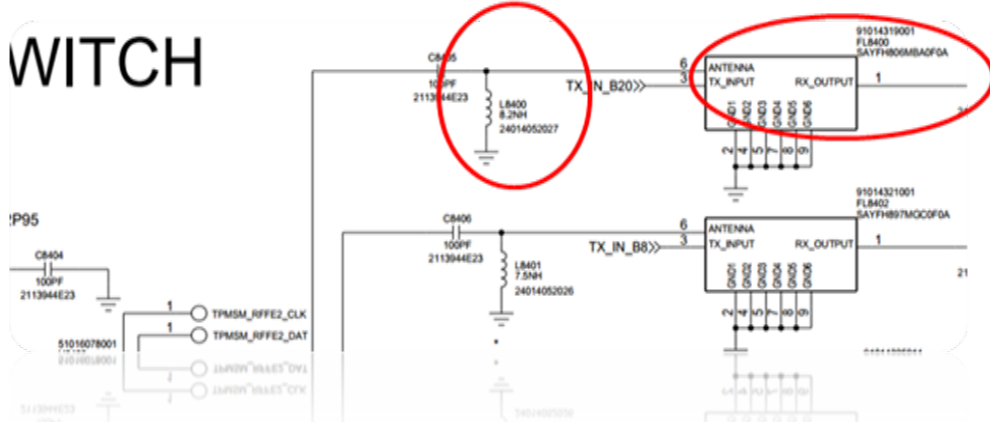 WITCH
C8405
100PF
2113944E23
L8400
8.2NH
24014052027
TX_IN_B20
6
3
91014319001
FL8400
SAYFH806MBA0F0A
ANTENNA
TX_INPUT
RX_OUTPUT
1
GND1
GND2
GND3
GND4
GND5
GND6
2
4
5
7
8
9
C8406
100PF
2113944E23
L8401
7.5NH
24014052026
TX_IN_B8
6
3
91014321001
FL8402
SAYFH897MGC0F0A
ANTENNA
TX_INPUT
RX_OUTPUT
1
21
GND1
GND2
GND3
GND4
GND5
GND6
2
4
5
7
8
9
P95
C8404
100PF
2113944E23
1
TPMSM_RFFE2_CLK
1
TPMSM_RFFE2_DAT
51016078001